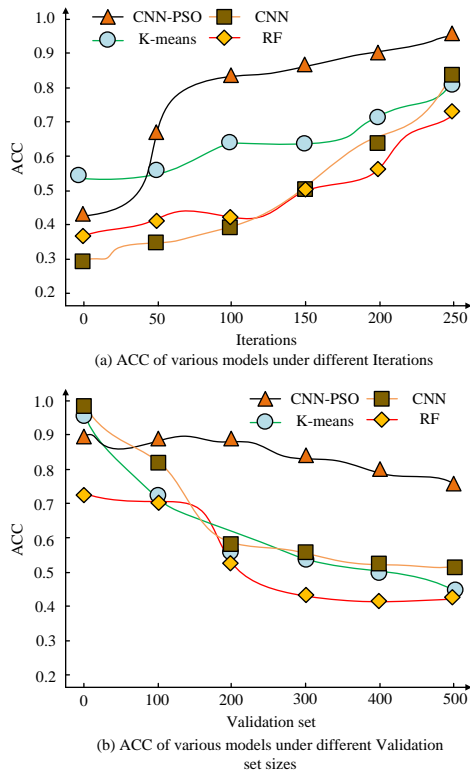 1.0
CNN-PSO
CNN
K-means
RF
0.9
0.8
0.7
0.6
0.5
0.4
0.3
0.2
ACC
0
50
100
150
200
250
Iterations
(a) ACC of various models under different Iterations
1.0
CNN-PSO
CNN
K-means
RF
0.9
0.8
0.7
0.6
0.5
0.4
0.3
0.2
ACC
0
100
200
300
400
500
Validation set
(b) ACC of various models under different Validation
set sizes